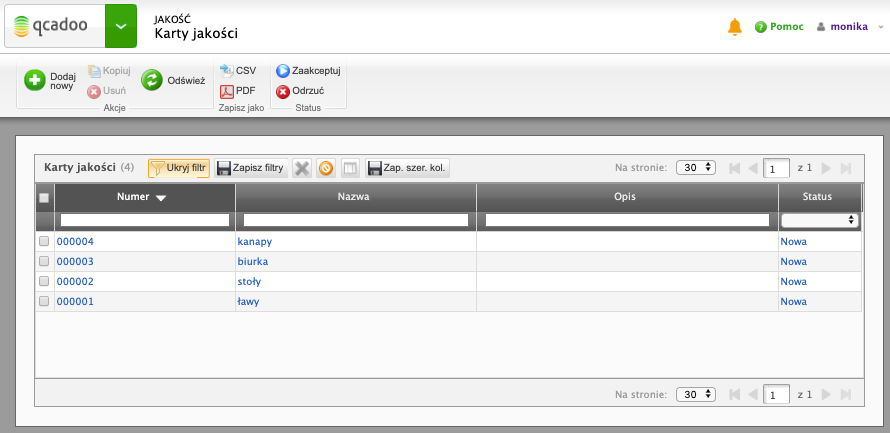 qcadoo
JAKOŚĆ
Karty jakości
Pomoc
monika
Dodaj nowy
Kopiuj
Usuń
Odśwież
Akcje
CSV
PDF
Zapisz jako
Zaakceptuj
Odrzuć
Status
Karty jakości (4)
Ukryj filtr
Zapisz filtry
Zap. szer. kol.
Na stronie: 30
1 z 1
Numer Nazwa Opis Status
000004 kanapy Nowa
000003 biurka Nowa
000002 stoły Nowa
000001 ławy Nowa
Na stronie: 30
1 z 1